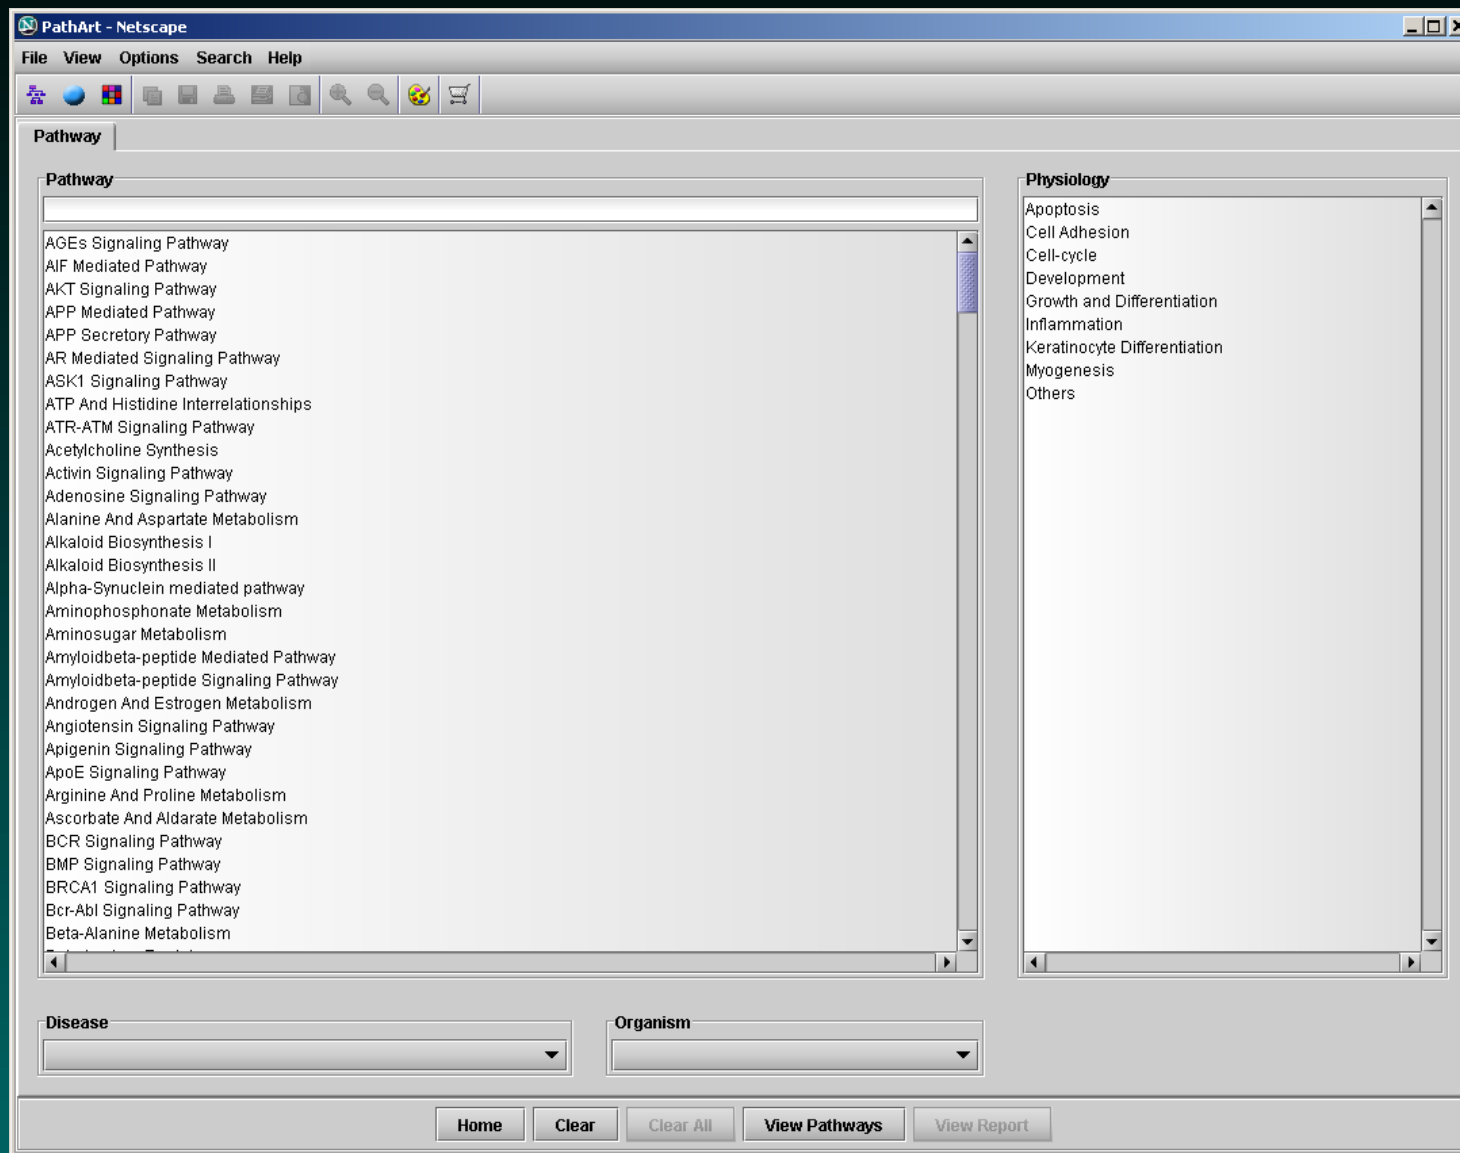 PathArt - Netscape
File View Options Search Help
Pathway
Pathway
AGEs Signaling Pathway
AIF Mediated Pathway
AKT Signaling Pathway
APP Mediated Pathway
APP Secretory Pathway
AR Mediated Signaling Pathway
ASK1 Signaling Pathway
ATP And Histidine Interrelationships
ATR-ATM Signaling Pathway
Acetylcholine Synthesis
Activin Signaling Pathway
Adenosine Signaling Pathway
Alanine And Aspartate Metabolism
Alkaloid Biosynthesis I
Alkaloid Biosynthesis II
Alpha-Synuclein mediated pathway
Aminophosphonate Metabolism
Aminosugar Metabolism
Amyloidbeta-peptide Mediated Pathway
Amyloidbeta-peptide Signaling Pathway
Androgen And Estrogen Metabolism
Angiotensin Signaling Pathway
Apigenin Signaling Pathway
ApoE Signaling Pathway
Arginine And Proline Metabolism
Ascorbate And Aldarate Metabolism
BCR Signaling Pathway
BMP Signaling Pathway
BRCA1 Signaling Pathway
Bcr-Abl Signaling Pathway
Beta-Alanine Metabolism
Physiology
Apoptosis
Cell Adhesion
Cell-cycle
Development
Growth and Differentiation
Inflammation
Keratinocyte Differentiation
Myogenesis
Others
Disease
Organism
Home Clear Clear All View Pathways View Report